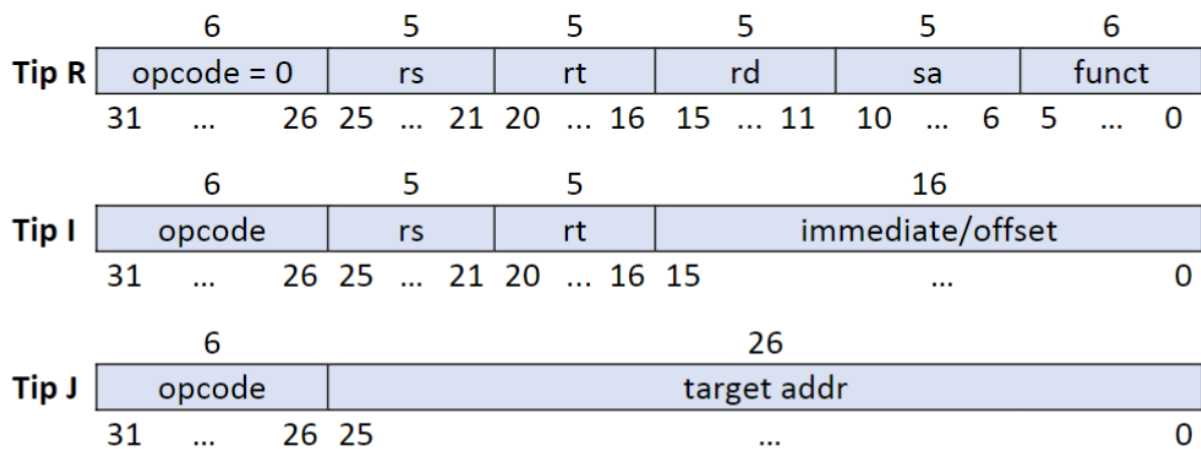 6 5 5 5 5 6
Tip R opcode = 0 rs rt rd sa funct
31 ... 26 25 ... 21 20 ... 16 15 ... 11 10 ... 6 5 ... 0
6 5 5 16
Tip I opcode rs rt immediate/offset
31 ... 26 25 ... 21 20 ... 16 15 ... 0
6 26
Tip J opcode target addr
31 ... 26 25 ... 0